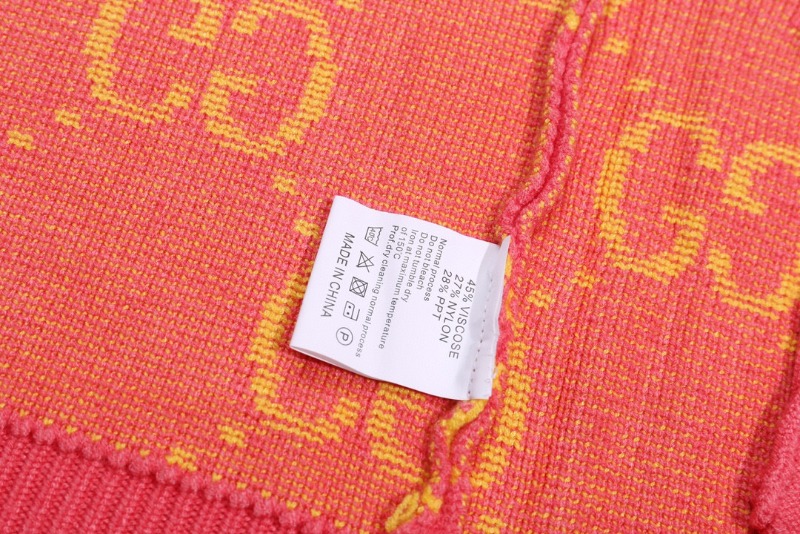 45% VISCOSE
27% NYLON
28% PPT
Normal process
Do not bleach
Do not tumble dry
Iron at maximum temperature
of 150°C
Prof.dry cleaning normal process
P
MADE IN CHINA